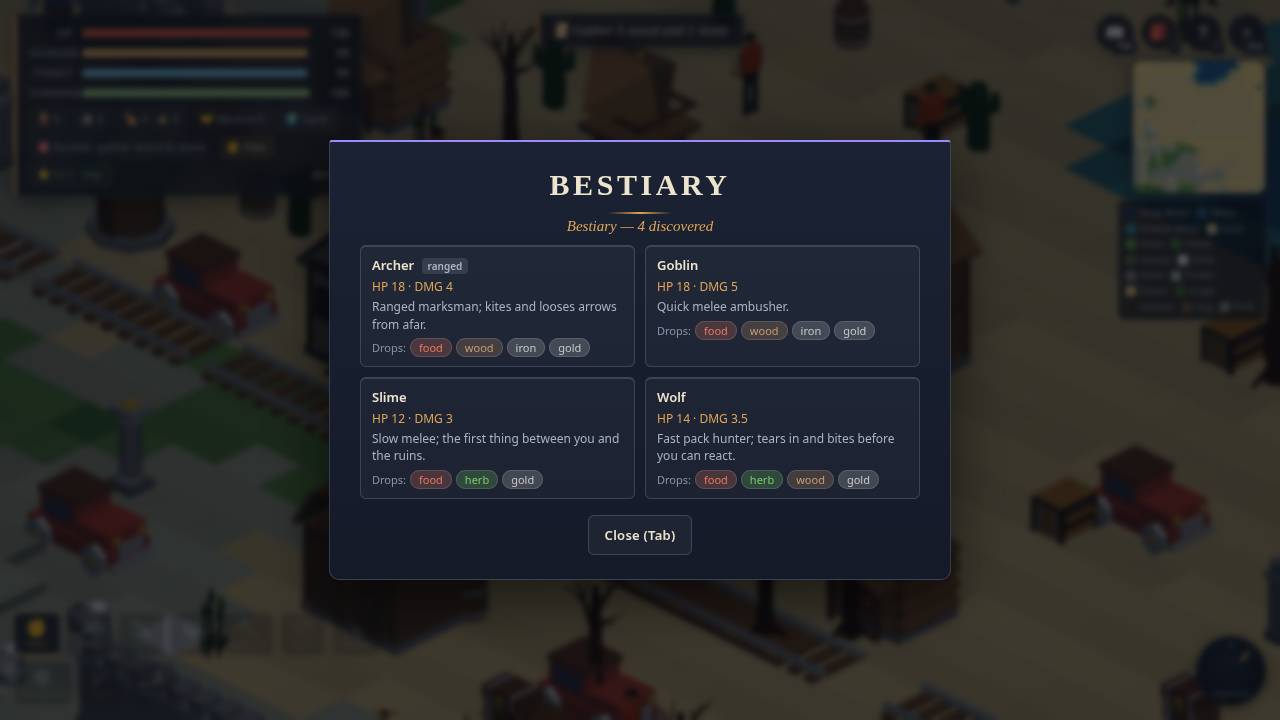 BESTIARY
Bestiary — 4 discovered
Archer ranged
HP 18 · DMG 4
Ranged marksman; kites and looses arrows
from afar.
Drops: food wood iron gold
Goblin
HP 18 · DMG 5
Quick melee ambusher.
Drops: food wood iron gold
Slime
HP 12 · DMG 3
Slow melee; the first thing between you and
the ruins.
Drops: food herb gold
Wolf
HP 14 · DMG 3.5
Fast pack hunter; tears in and bites before
you can react.
Drops: food herb wood gold
Close (Tab)